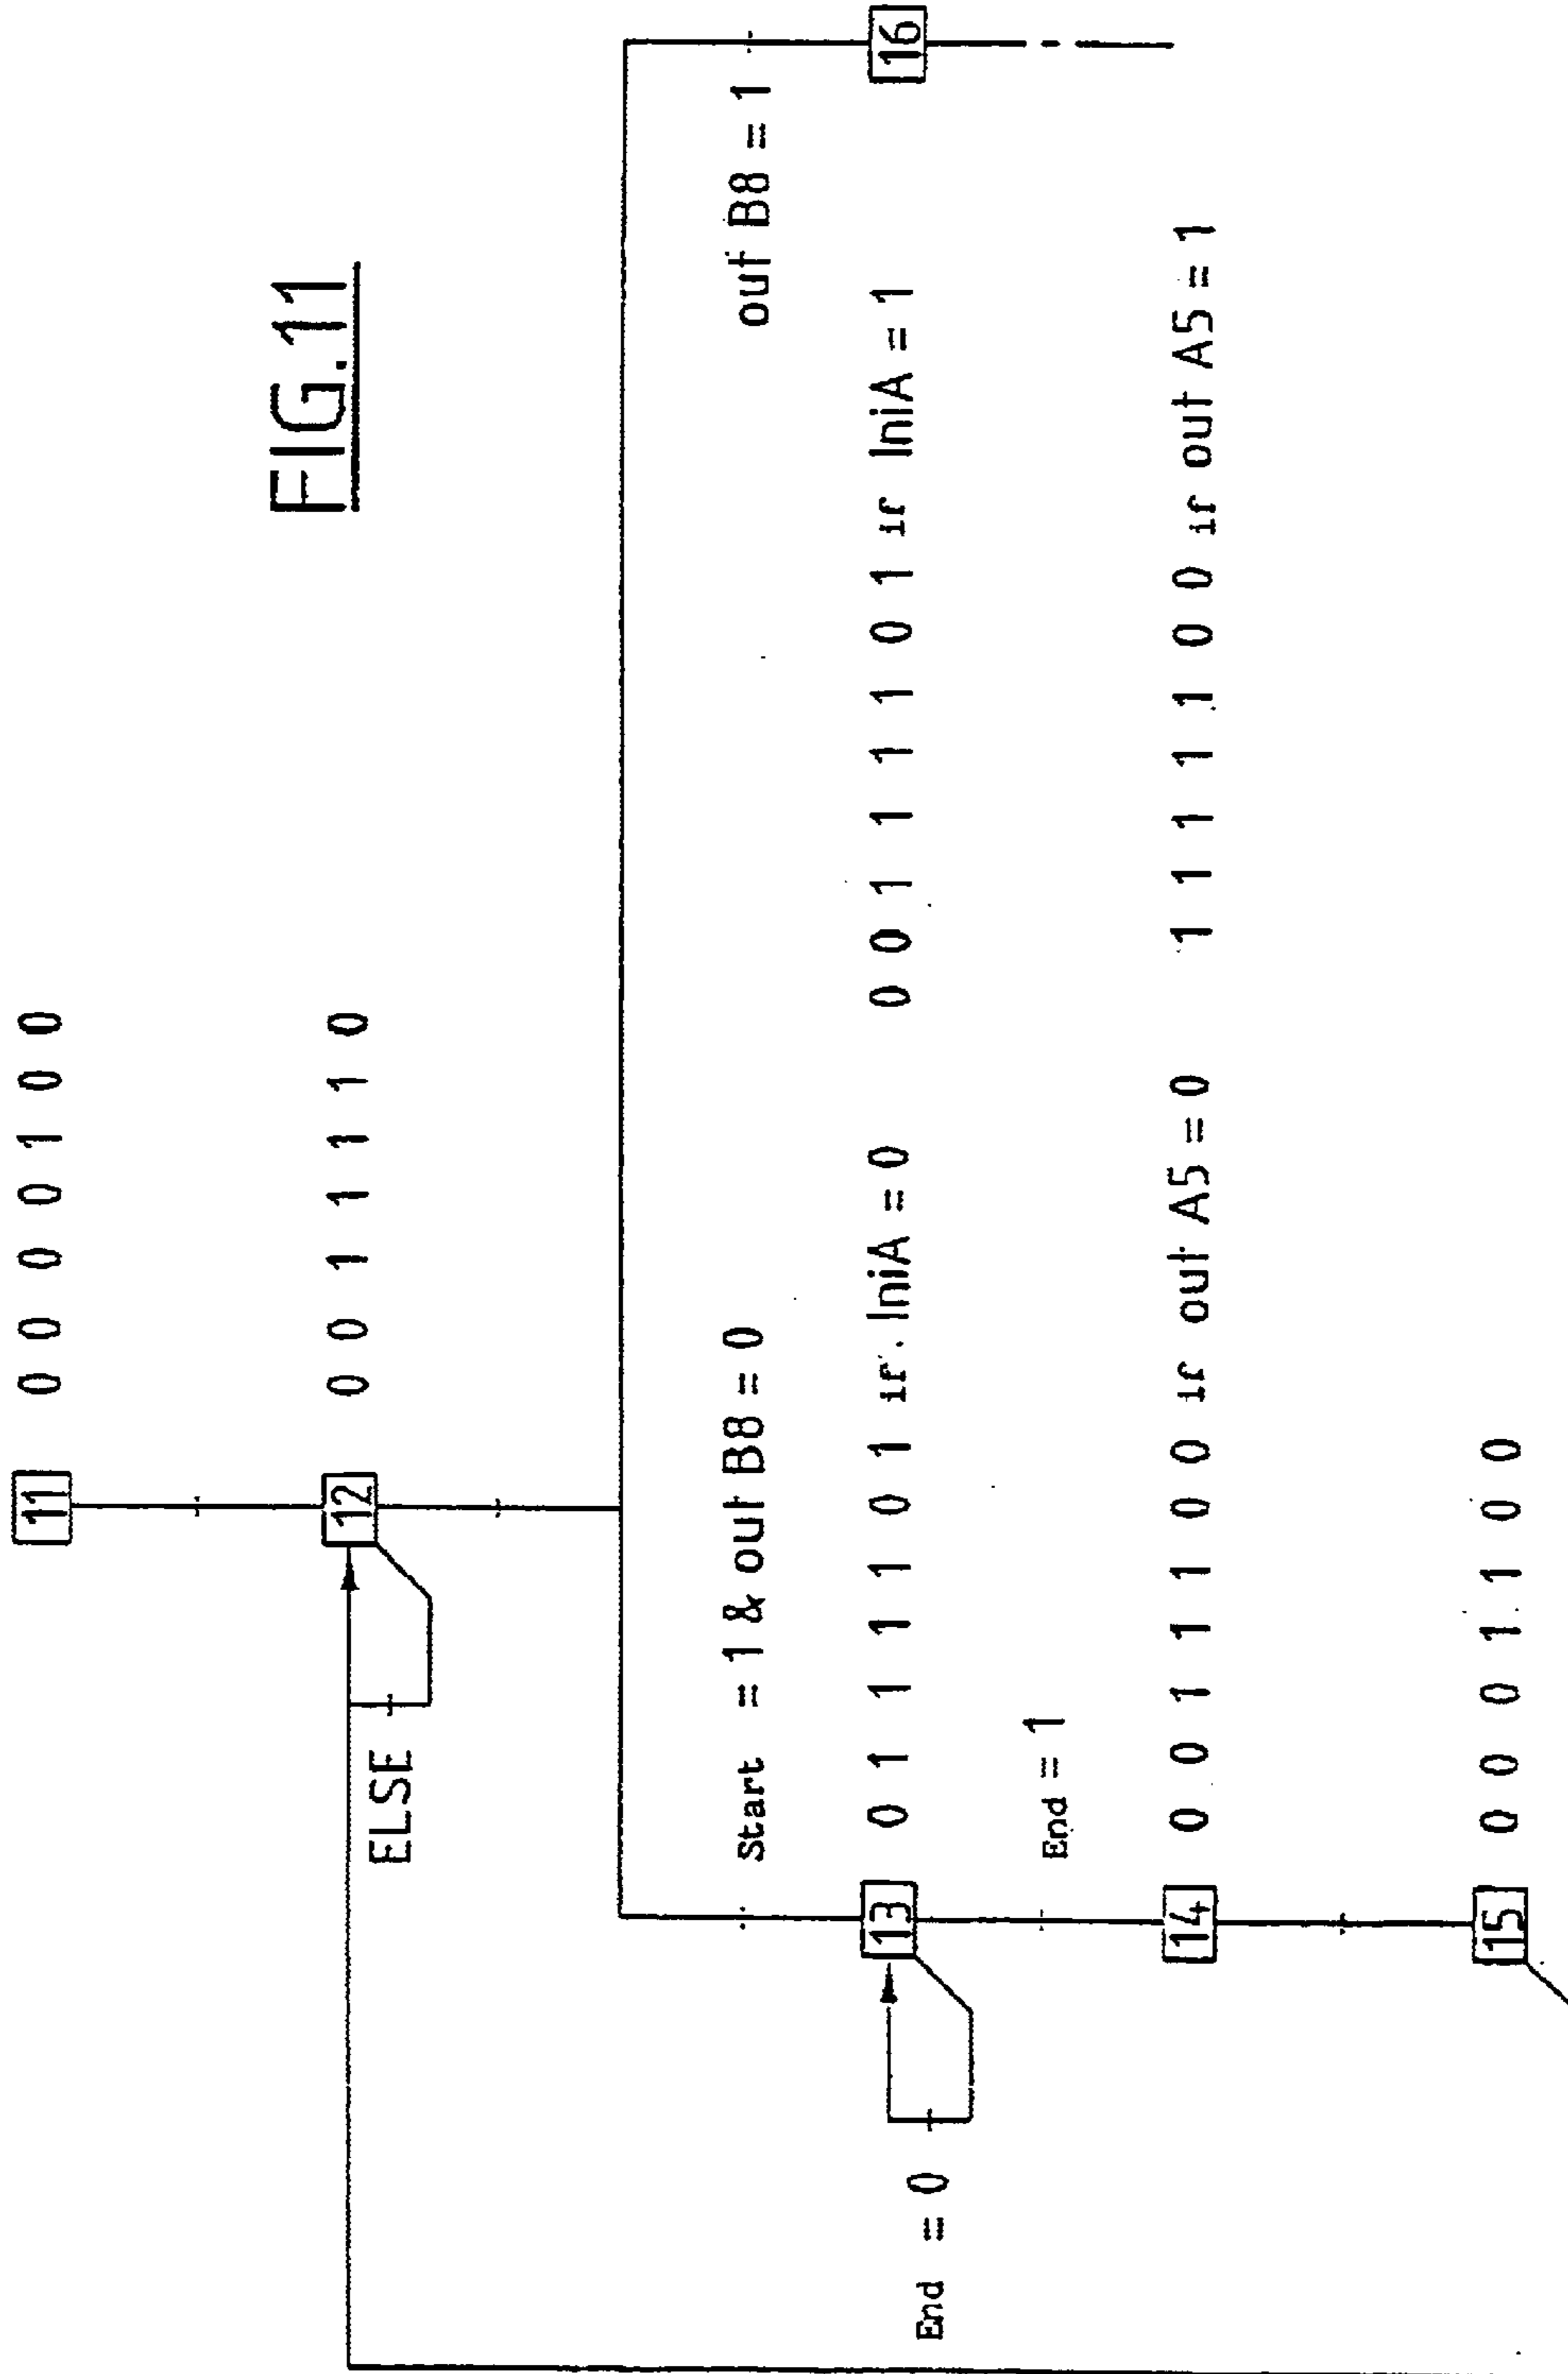 11 0 0 0 0 1 0 0
FIG.11
12 0 0 1 1 1 1 0
ELSE
Start = 1 & out B8 = 0 out B8 = 1
13 0 1 1 1 1 0 1 if IniA = 0 0 0 1 1 1 1 0 1 if IniA = 1 16
End = 0
End = 1
14 0 0 1 1 1 0 0 if out A5 = 0 1 1 1 1 1 0 0 if out A5 = 1
15 0 0 0 1 1 0 0